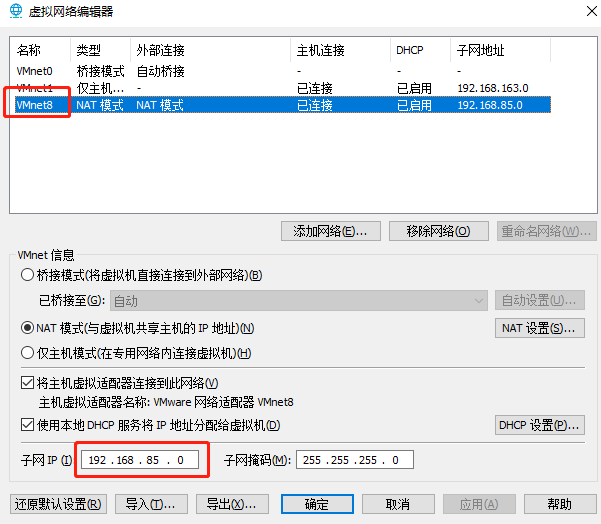 虚拟网络编辑器
名称 类型 外部连接 主机连接 DHCP 子网地址
VMnet0 桥接模式 自动桥接 - - -
VMnet1 仅主机... - 已连接 已启用 192.168.163.0
VMnet8 NAT 模式 NAT 模式 已连接 已启用 192.168.85.0
添加网络(E)... 移除网络(O) 重命名网络(W)...
VMnet 信息
桥接模式(将虚拟机直接连接到外部网络)(B)
已桥接至(G): 自动 自动设置(U)...
NAT 模式(与虚拟机共享主机的 IP 地址)(N) NAT 设置(S)...
仅主机模式(在专用网络内连接虚拟机)(H)
将主机虚拟适配器连接到此网络(V)
主机虚拟适配器名称: VMware 网络适配器 VMnet8
使用本地 DHCP 服务将 IP 地址分配给虚拟机(D) DHCP 设置(P)...
子网 IP (I) 192 . 168 . 85 . 0 子网掩码(M): 255 . 255 . 255 . 0
还原默认设置(R) 导入(T)... 导出(X)... 确定 取消 应用(A) 帮助